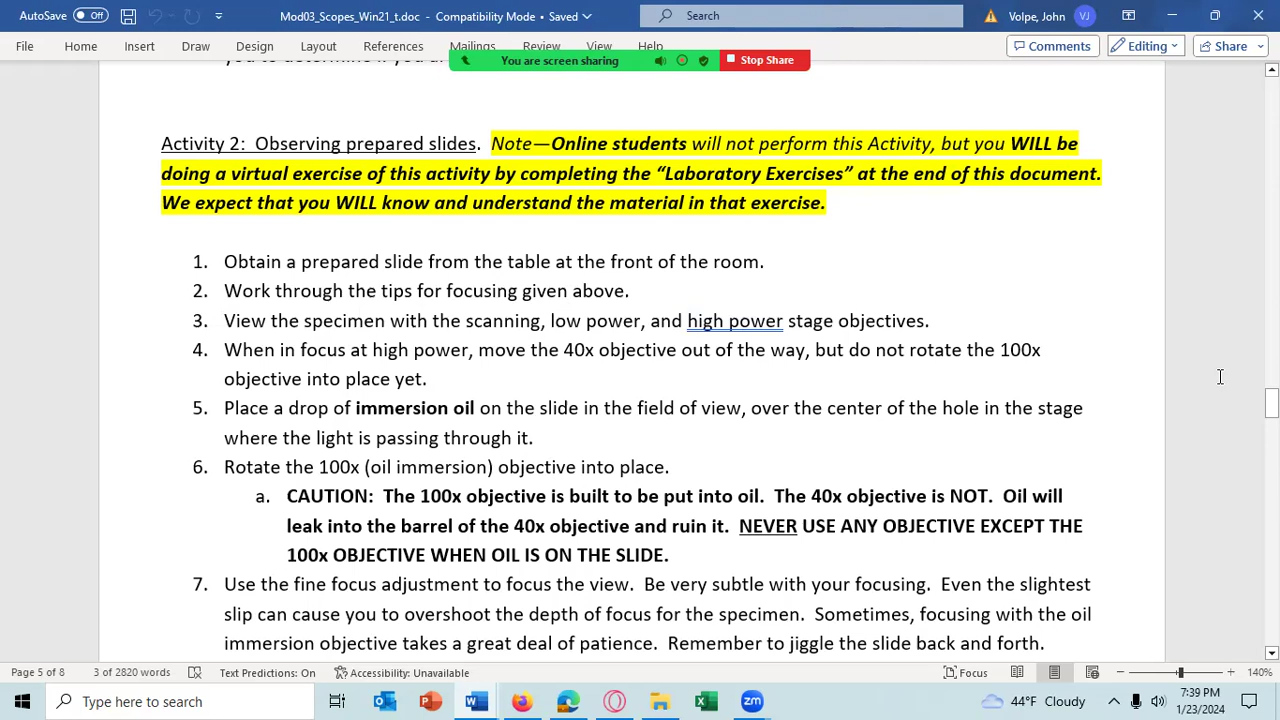 AutoSave Off
Mod03_Scopes_Win21_t.doc - Compatibility Mode • Saved
Search
Volpe, John VJ
File Home Insert Draw Design Layout References Mailings Review View Help Comments Editing Share
You are screen sharing Stop Share
Activity 2: Observing prepared slides. Note—Online students will not perform this Activity, but you WILL be
doing a virtual exercise of this activity by completing the “Laboratory Exercises” at the end of this document.
We expect that you WILL know and understand the material in that exercise.
1. Obtain a prepared slide from the table at the front of the room.
2. Work through the tips for focusing given above.
3. View the specimen with the scanning, low power, and high power stage objectives.
4. When in focus at high power, move the 40x objective out of the way, but do not rotate the 100x
objective into place yet.
5. Place a drop of immersion oil on the slide in the field of view, over the center of the hole in the stage
where the light is passing through it.
6. Rotate the 100x (oil immersion) objective into place.
a. CAUTION: The 100x objective is built to be put into oil. The 40x objective is NOT. Oil will
leak into the barrel of the 40x objective and ruin it. NEVER USE ANY OBJECTIVE EXCEPT THE
100x OBJECTIVE WHEN OIL IS ON THE SLIDE.
7. Use the fine focus adjustment to focus the view. Be very subtle with your focusing. Even the slightest
slip can cause you to overshoot the depth of focus for the specimen. Sometimes, focusing with the oil
immersion objective takes a great deal of patience. Remember to jiggle the slide back and forth.
Page 5 of 8 3 of 2820 words Text Predictions: On Accessibility: Unavailable Focus 140%
Type here to search
44°F Cloudy
7:39 PM
1/23/2024